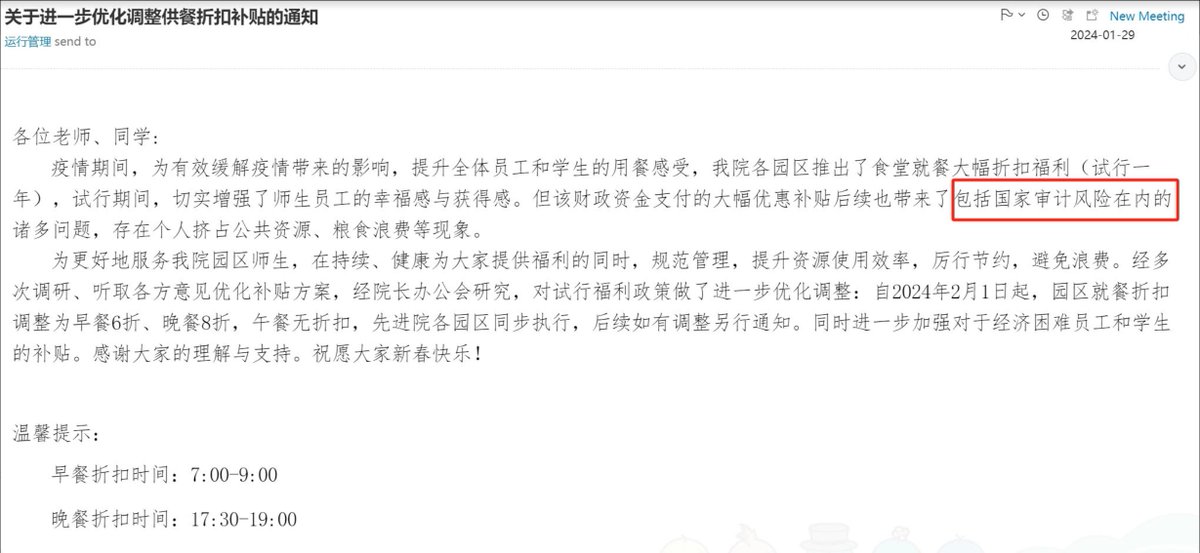 关于进一步优化调整供餐折扣补贴的通知
New Meeting
运行管理 send to
2024-01-29
各位老师、同学:
疫情期间，为有效缓解疫情带来的影响，提升全体员工和学生的用餐感受，我院各园区推出了食堂就餐大幅折扣福利（试行一
年），试行期间，切实增强了师生员工的幸福感与获得感。但该财政资金支付的大幅优惠补贴后续也带来了包括国家审计风险在内的
诸多问题，存在个人挤占公共资源、粮食浪费等现象。
为更好地服务我院园区师生，在持续、健康为大家提供福利的同时，规范管理，提升资源使用效率，厉行节约，避免浪费。经多
次调研、听取各方意见优化补贴方案，经院长办公会研究，对试行福利政策做了进一步优化调整：自2024年2月1日起，园区就餐折扣
调整为早餐6折、晚餐8折，午餐无折扣，先进院各园区同步执行，后续如有调整另行通知。同时进一步加强对于经济困难员工和学生
的补贴。感谢大家的理解与支持。祝愿大家新春快乐！
温馨提示：
早餐折扣时间：7:00-9:00
晚餐折扣时间：17:30-19:00